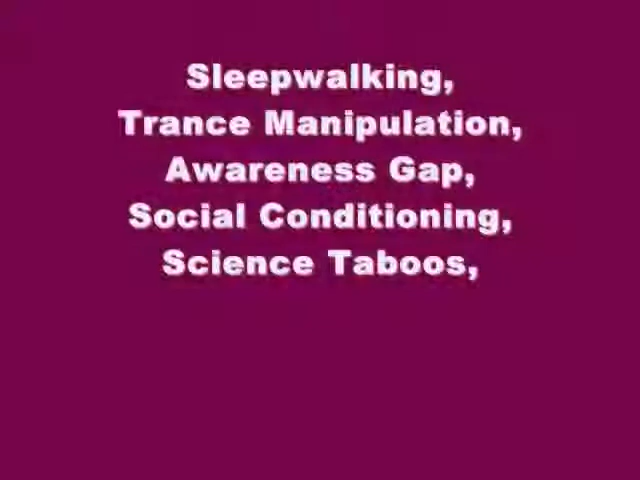 Sleepwalking,
Trance Manipulation,
Awareness Gap,
Social Conditioning,
Science Taboos,